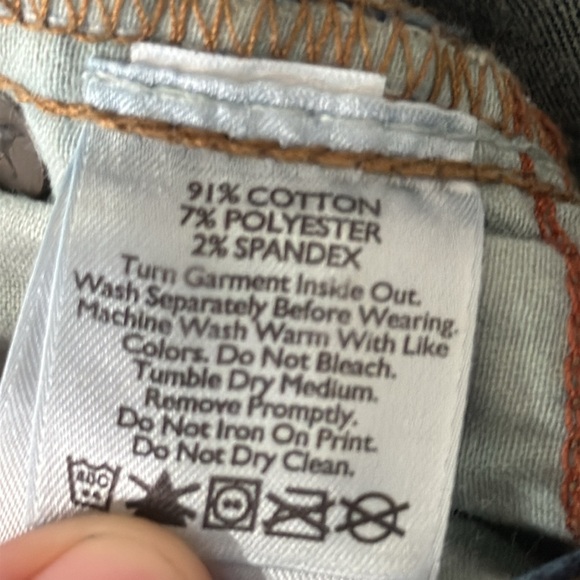 91% COTTON
7% POLYESTER
2% SPANDEX
Turn Garment Inside Out.
Wash Separately Before Wearing.
Machine Wash Warm With Like
Colors. Do Not Bleach.
Tumble Dry Medium.
Remove Promptly.
Do Not Iron On Print.
Do Not Dry Clean.